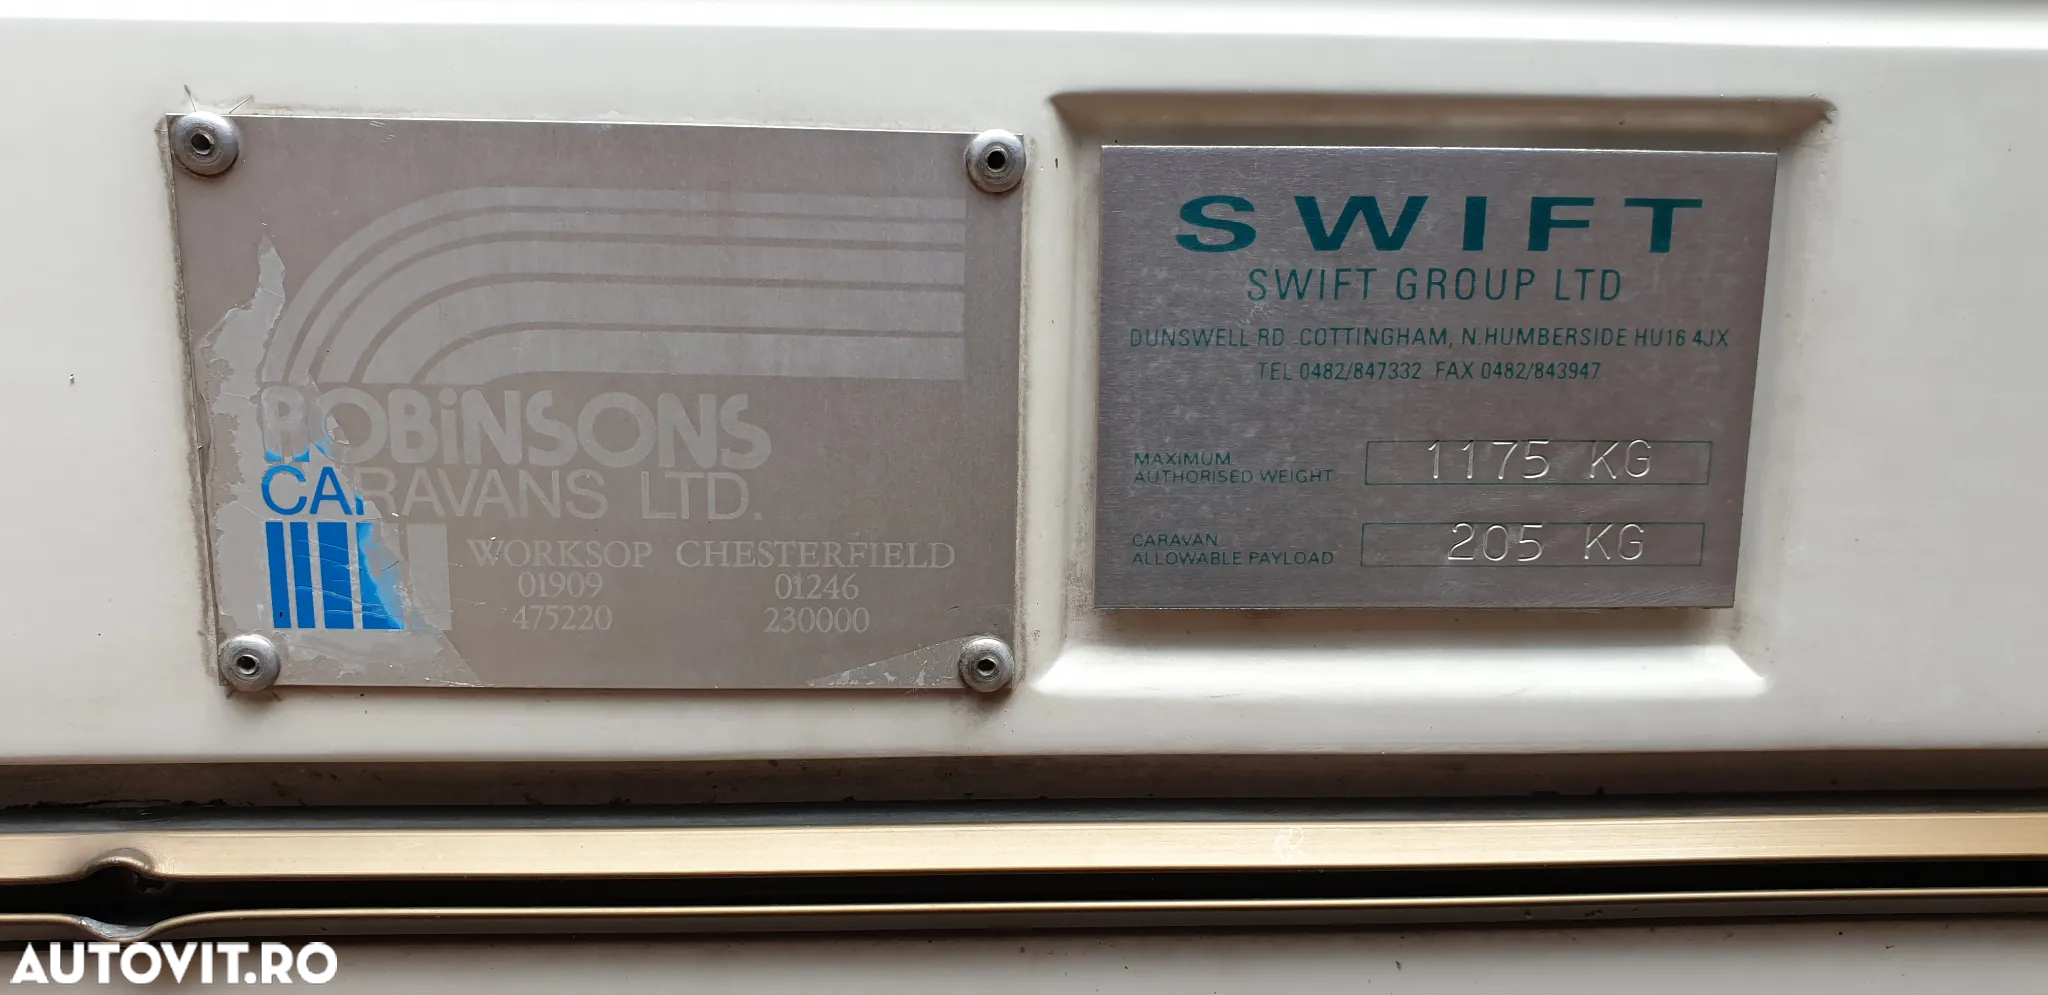 ROBiNSONS
CARAVANS LTD.
WORKSOP CHESTERFIELD
01909 01246
475220 230000
SWIFT
SWIFT GROUP LTD
DUNSWELL RD COTTINGHAM, N.HUMBERSIDE HU16 4JX
TEL 0482/847332 FAX 0482/843947
MAXIMUM
AUTHORISED WEIGHT 1175 KG
CARAVAN
ALLOWABLE PAYLOAD 205 KG
AUTOVIT.RO